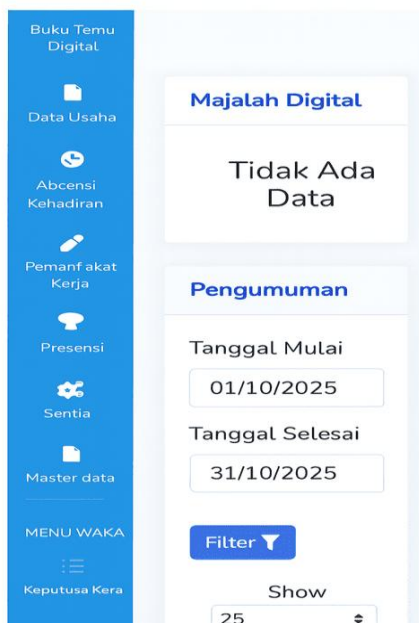 Buku Temu
Digital
Data Usaha
Abcensi
Kehadiran
Pemanf akat
Kerja
Presensi
Sentia
Master data
MENU WAKA
Keputusa Kera
Majalah Digital
Tidak Ada
Data
Pengumuman
Tanggal Mulai
01/10/2025
Tanggal Selesai
31/10/2025
Filter
Show
25